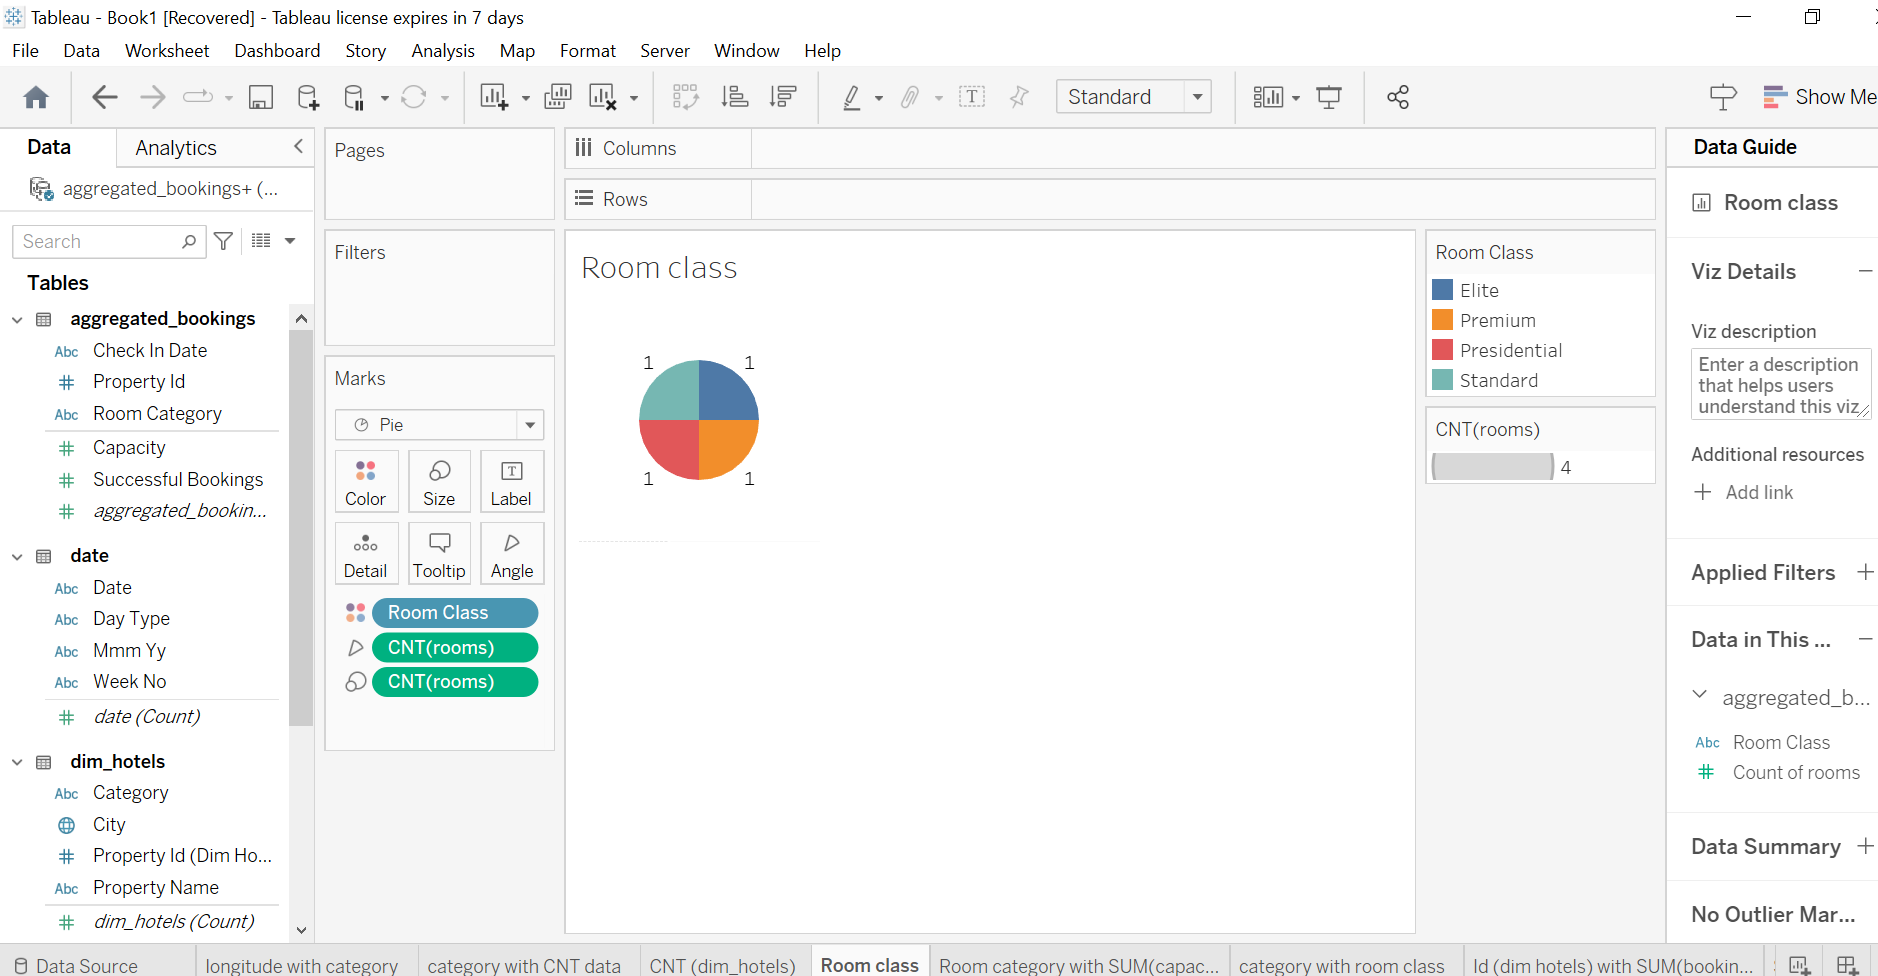 Tableau - Book1 [Recovered] - Tableau license expires in 7 days
File Data Worksheet Dashboard Story Analysis Map Format Server Window Help
Standard
Show Me
Data
Analytics
aggregated_bookings+ (...
Search
Tables
aggregated_bookings
Abc Check In Date
# Property Id
Abc Room Category
# Capacity
# Successful Bookings
# aggregated_bookin...
date
Abc Date
Abc Day Type
Abc Mmm Yy
Abc Week No
# date (Count)
dim_hotels
Abc Category
City
# Property Id (Dim Ho...
Abc Property Name
# dim_hotels (Count)
Pages
Filters
Marks
Pie
Color Size Label
Detail Tooltip Angle
Room Class
CNT(rooms)
CNT(rooms)
Columns
Rows
Room class
1 1
1 1
Room Class
Elite
Premium
Presidential
Standard
CNT(rooms)
4
Data Guide
Room class
Viz Details
Viz description
Enter a description
that helps users
understand this viz
Additional resources
Add link
Applied Filters
Data in This ...
aggregated_b...
Abc Room Class
# Count of rooms
Data Summary
No Outlier Mar...
Data Source longitude with category category with CNT data CNT (dim_hotels) Room class Room category with SUM(capac... category with room class Id (dim hotels) with SUM(bookin...